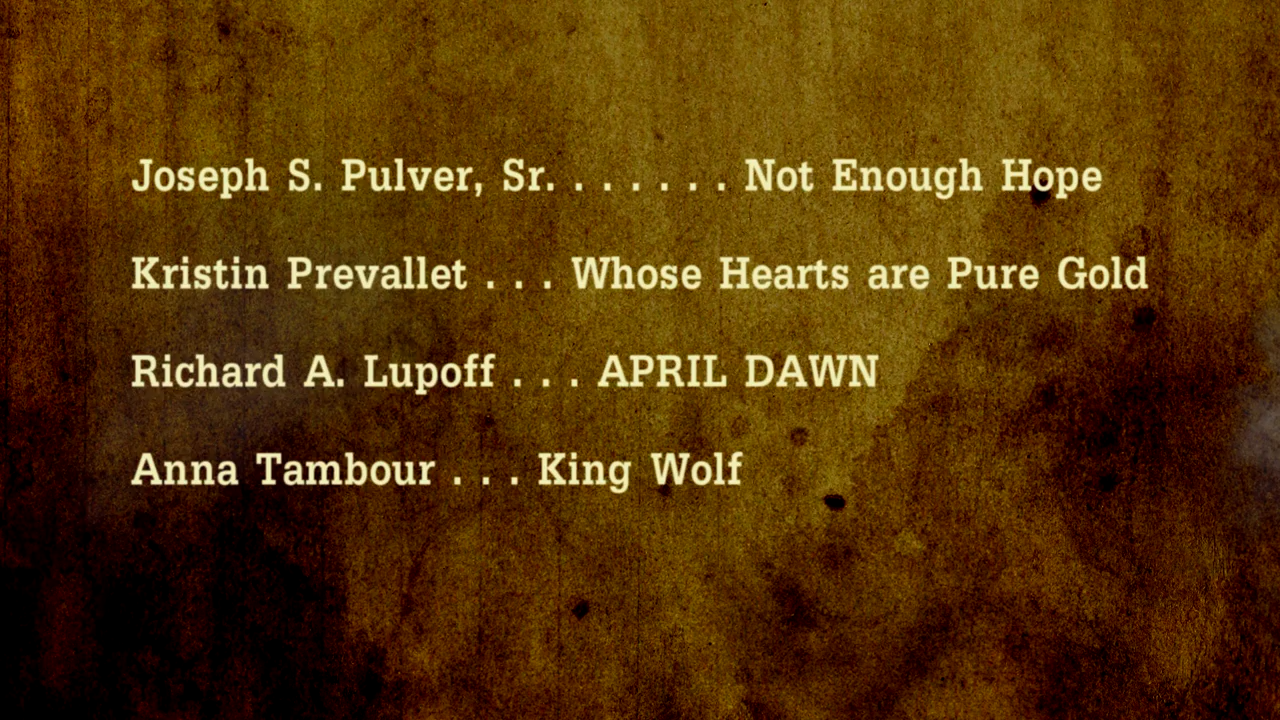 Joseph S. Pulver, Sr. . . . . . . Not Enough Hope
Kristin Prevallet . . . Whose Hearts are Pure Gold
Richard A. Lupoff . . . APRIL DAWN
Anna Tambour . . . King Wolf